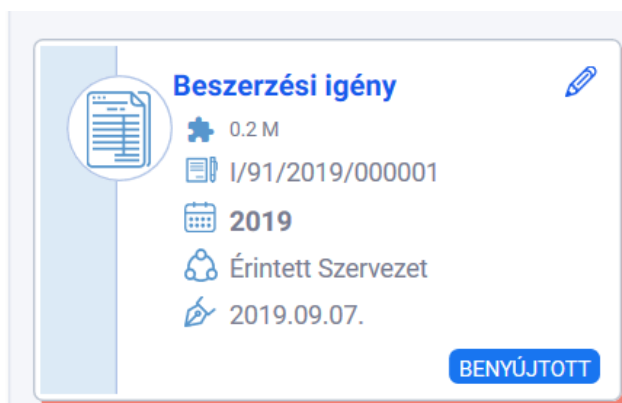 Beszerzési igény
0.2 M
I/91/2019/000001
2019
Érintett Szervezet
2019.09.07.
BENYÚJTOTT